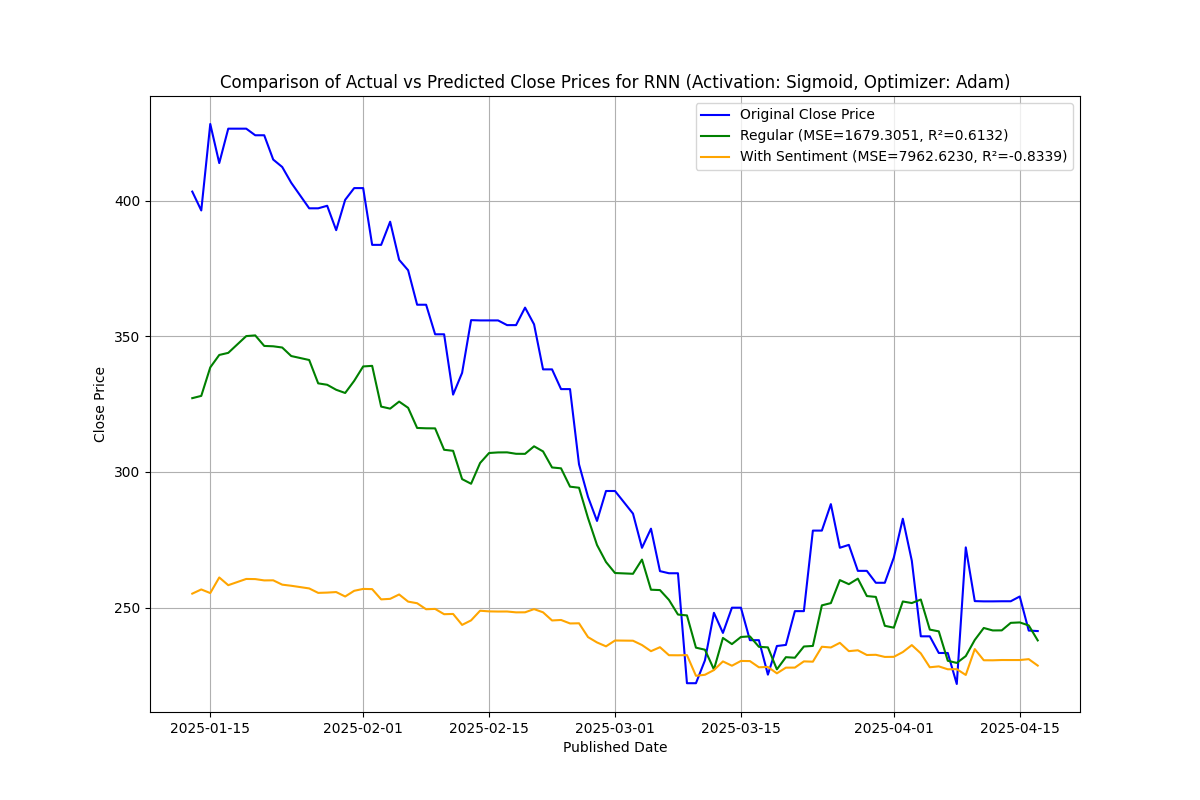 Comparison of Actual vs Predicted Close Prices for RNN (Activation: Sigmoid, Optimizer: Adam)
Original Close Price
Regular (MSE=1679.3051, R²=0.6132)
With Sentiment (MSE=7962.6230, R²=-0.8339)
Close Price
400
350
300
250
2025-01-15 2025-02-01 2025-02-15 2025-03-01 2025-03-15 2025-04-01 2025-04-15
Published Date